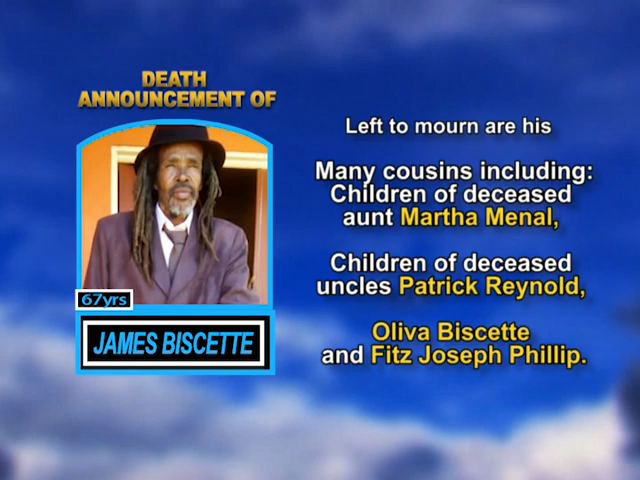 DEATH
ANNOUNCEMENT OF
67yrs
JAMES BISCETTE
Left to mourn are his
Many cousins including:
Children of deceased
aunt Martha Menal,
Children of deceased
uncles Patrick Reynold,
Oliva Biscette
and Fitz Joseph Phillip.